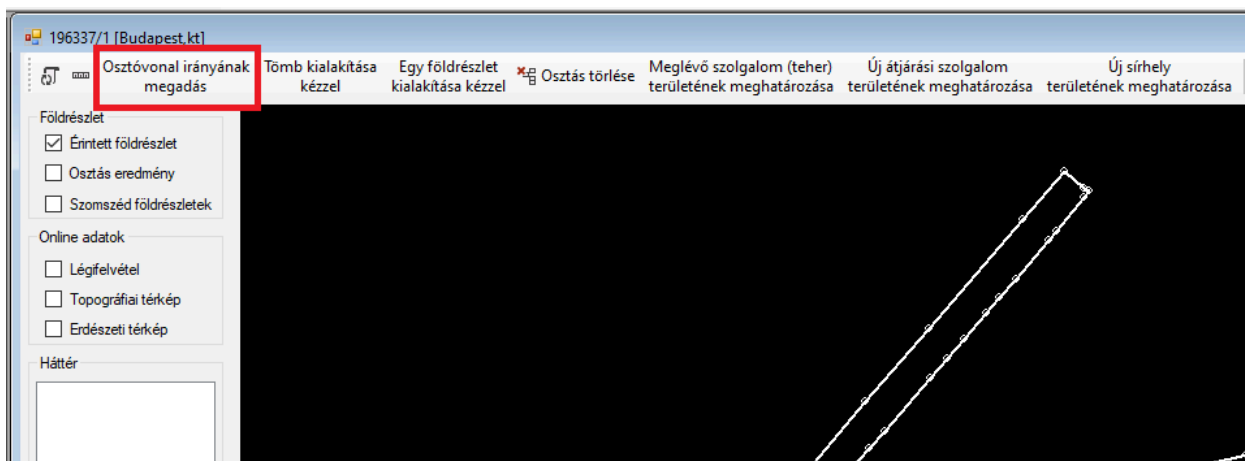 196337/1 [Budapest,kt]
Osztóvonal irányának
megadás
Tömb kialakítása
kézzel
Egy földrészlet
kialakítása kézzel
Osztás törlése
Meglévő szolgalom (teher)
területének meghatározása
Új átjárási szolgalom
területének meghatározása
Új sírhely
területének meghatározása
Földrészlet
Érintett földrészlet
Osztás eredmény
Szomszéd földrészletek
Online adatok
Légifelvétel
Topográfiai térkép
Erdészeti térkép
Háttér